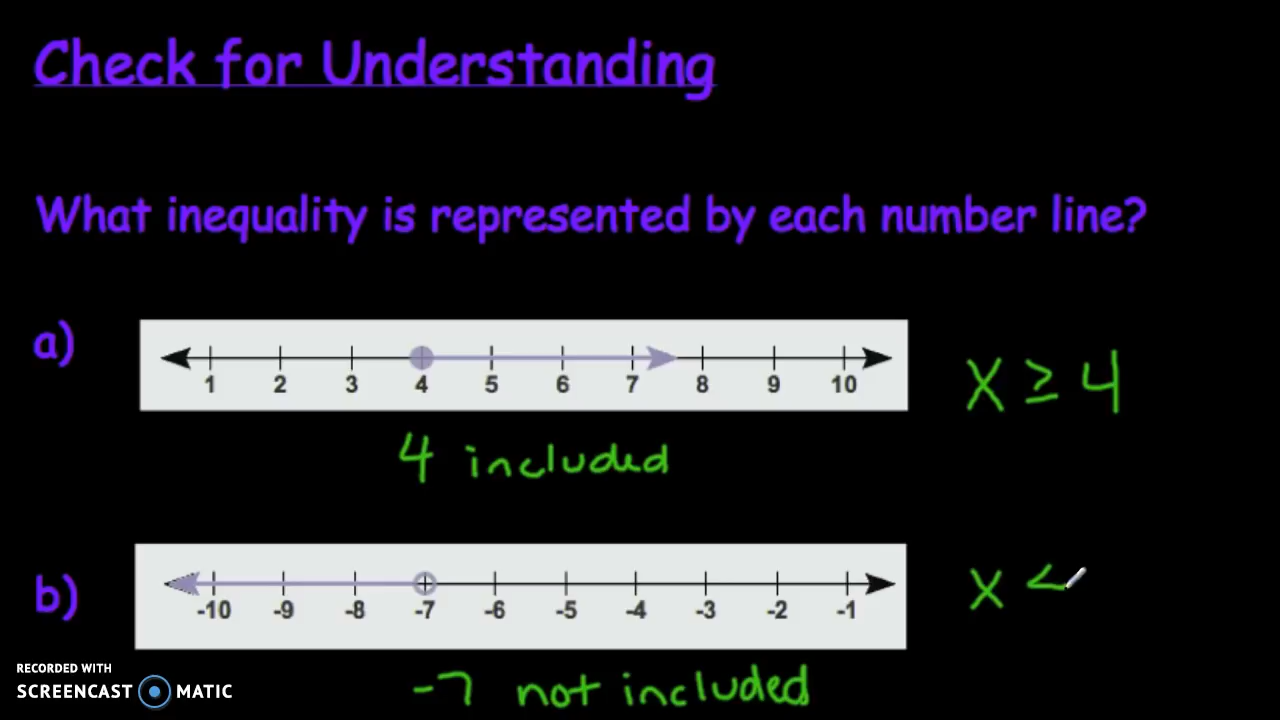 Check for Understanding
What inequality is represented by each number line?
a)
1 2 3 4 5 6 7 8 9 10
x ≥ 4
4 included
b)
-10 -9 -8 -7 -6 -5 -4 -3 -2 -1
x <
-7 not included
RECORDED WITH
SCREENCAST MATIC